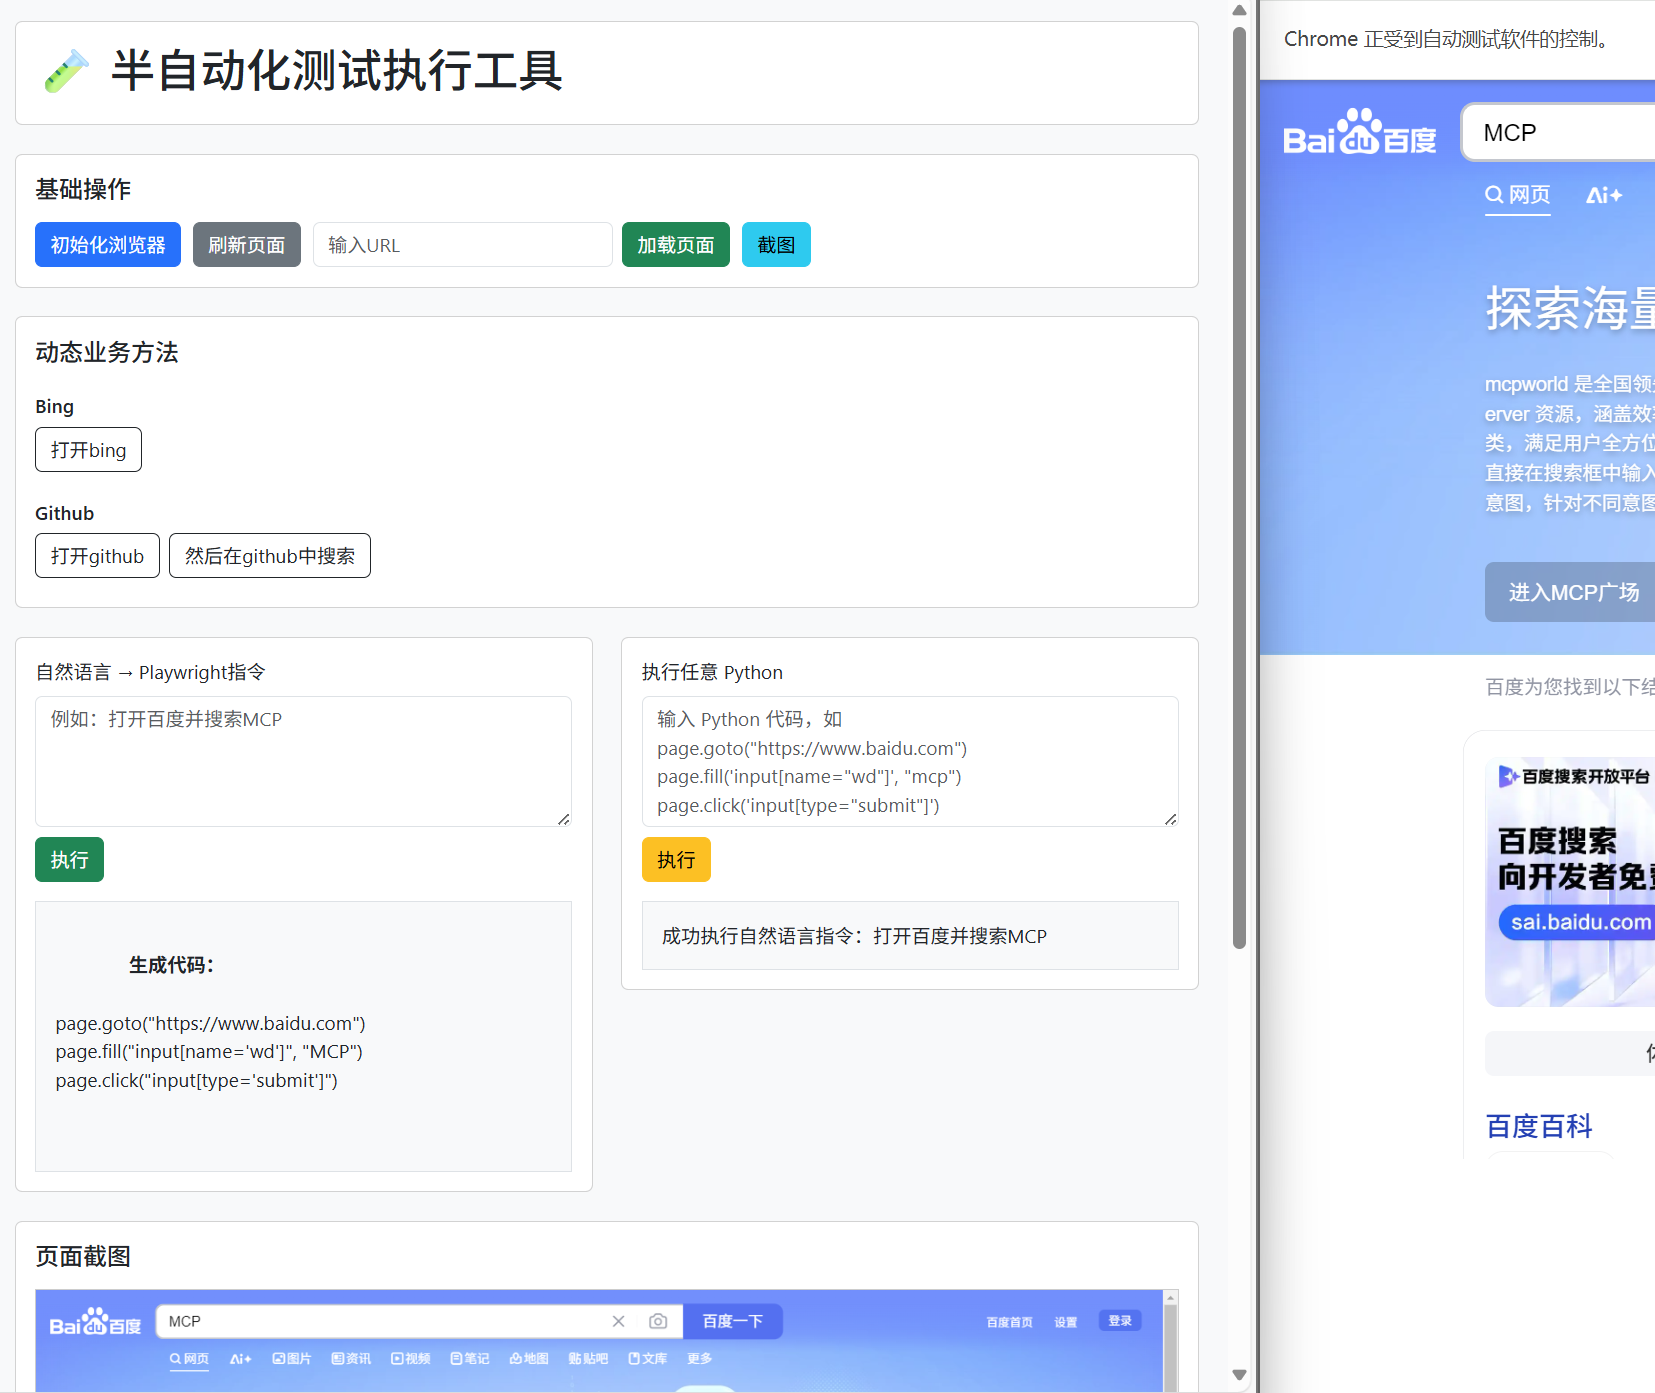 半自动化测试执行工具
基础操作
初始化浏览器 刷新页面 输入URL 加载页面 截图
动态业务方法
Bing
打开bing
Github
打开github 然后在github中搜索
自然语言 → Playwright指令
例如：打开百度并搜索MCP
执行
生成代码：
page.goto("https://www.baidu.com")
page.fill("input[name='wd']", "MCP")
page.click("input[type='submit']")
执行任意 Python
输入 Python 代码，如
page.goto("https://www.baidu.com")
page.fill('input[name="wd"]', "mcp")
page.click('input[type="submit"]')
执行
成功执行自然语言指令：打开百度并搜索MCP
页面截图
Bai du 百度 MCP 百度一下 百度首页 设置 登录
网页 Ai+ 图片 资讯 视频 笔记 地图 贴吧 文库 更多
Chrome 正受到自动测试软件的控制。
Bai du 百度 MCP
网页 Ai+
探索海量
mcpworld 是全国领
erver 资源，涵盖效
类，满足用户全方位
直接在搜索框中输入
意图，针对不同意图
进入MCP广场
百度为您找到以下结
百度搜索开放平台
百度搜索
向开发者免费
sai.baidu.com
百度百科